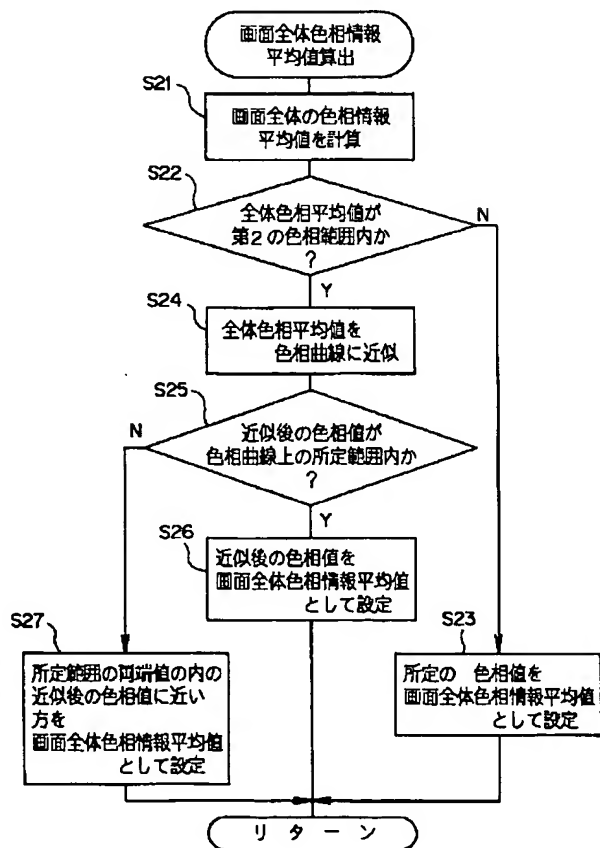 画面全体色相情報
平均値算出
S21
画面全体の色相情報
平均値を計算
S22
全体色相平均値が
第2の色相範囲内か
?
N
Y
S24
全体色相平均値を
色相曲線に近似
S25
近似後の色相値が
色相曲線上の所定範囲内か
?
N
Y
S26
近似後の色相値を
画面全体色相情報平均値
として設定
S27
所定範囲の両端値の内の
近似後の色相値に近い
方を
画面全体色相情報平均値
として設定
S23
所定の 色相値を
画面全体色相情報平均値
として設定
リターン